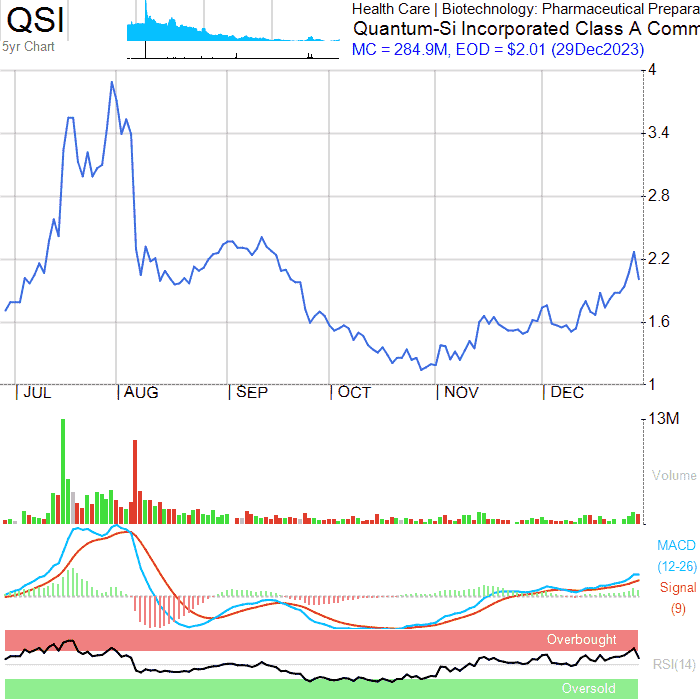 QSI
5yr Chart
Health Care | Biotechnology: Pharmaceutical Prepara
Quantum-Si Incorporated Class A Comm
MC = 284.9M, EOD = $2.01 (29Dec2023)
4
3.4
2.8
2.2
1.6
1
| JUL | AUG | SEP | OCT | NOV | DEC
13M
Volume
MACD
(12-26)
Signal
(9)
Overbought
RSI(14)
Oversold